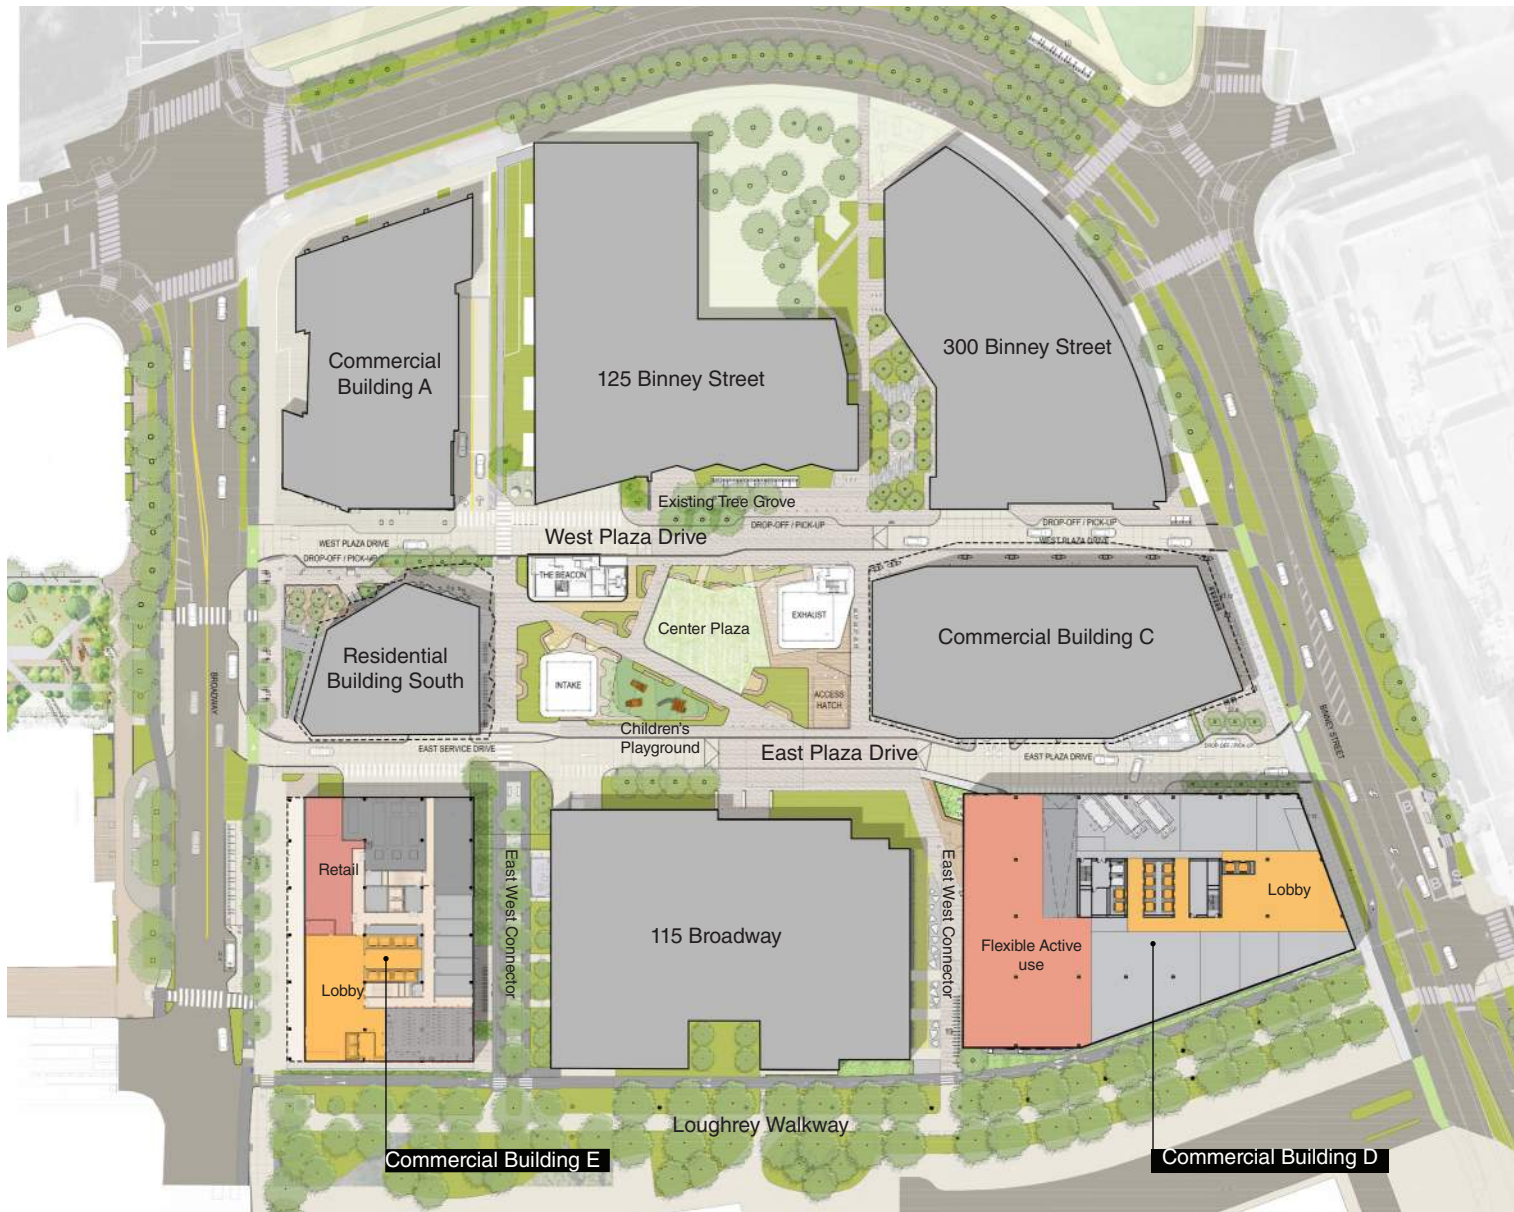 Commercial
Building A
125 Binney Street
300 Binney Street
Existing Tree Grove
DROP-OFF / PICK-UP
DROP-OFF / PICK-UP
West Plaza Drive
WEST PLAZA DRIVE
WEST PLAZA DRIVE
DROP-OFF / PICK-UP
THE BEACON
Center Plaza
EXHAUST
Commercial Building C
Residential
Building South
INTAKE
ACCESS
HATCH
BROADWAY
BINNEY STREET
Children's
Playground
EAST SERVICE DRIVE
East Plaza Drive
EAST PLAZA DRIVE
DROP-OFF / PICK-UP
Retail
East West Connector
115 Broadway
East West Connector
Lobby
Flexible Active
use
Lobby
Loughrey Walkway
Commercial Building E
Commercial Building D